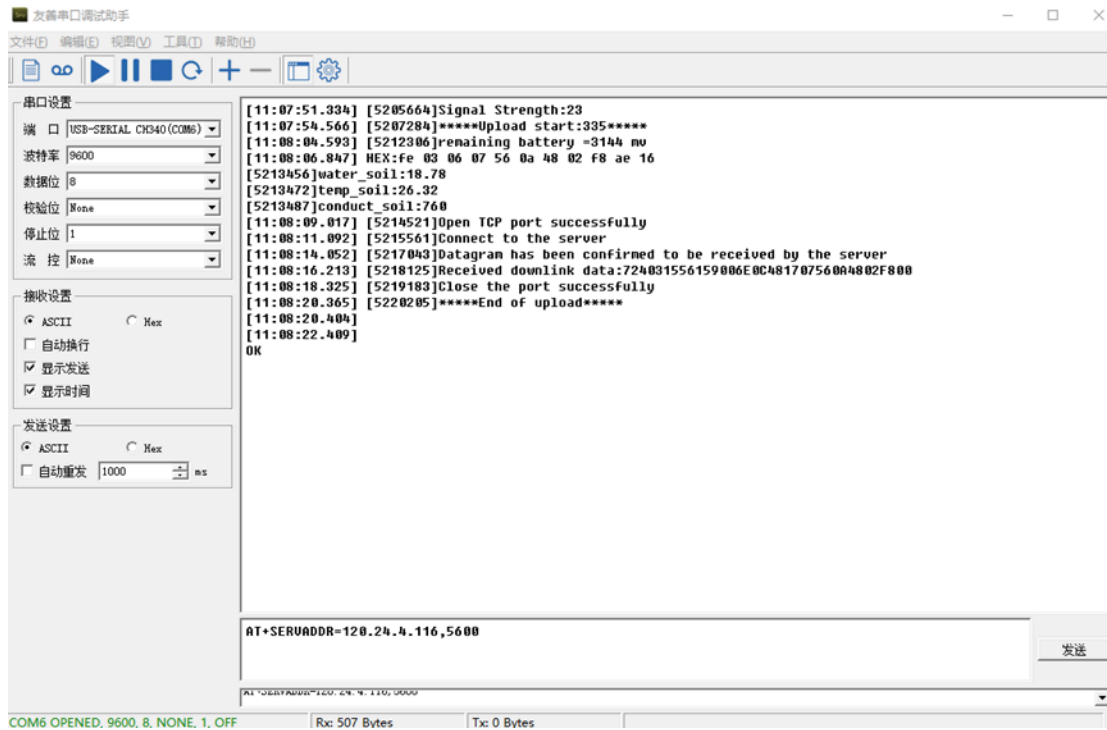 友善串口调试助手
文件(F) 编辑(E) 视图(V) 工具(T) 帮助(H)
串口设置
端 口 USB-SERIAL CH340(COM6)
波特率 9600
数据位 8
校验位 None
停止位 1
流 控 None
接收设置
ASCII Hex
自动换行
显示发送
显示时间
发送设置
ASCII Hex
自动重发 1000 ms
[11:07:51.334] [5205664]Signal Strength:23
[11:07:54.566] [5207284]*****Upload start:335*****
[11:08:04.593] [5212306]remaining battery =3144 mv
[11:08:06.847] HEX:fe 03 06 07 56 0a 48 02 f8 ae 16
[5213456]water_soil:18.78
[5213472]temp_soil:26.32
[5213487]conduct_soil:760
[11:08:09.017] [5214521]Open TCP port successfully
[11:08:11.092] [5215561]Connect to the server
[11:08:14.052] [5217043]Datagram has been confirmed to be received by the server
[11:08:16.213] [5218125]Received downlink data:724031556159006E0C481707560A4802F800
[11:08:18.325] [5219183]Close the port successfully
[11:08:20.365] [5220205]*****End of upload*****
[11:08:20.404]
[11:08:22.409]
OK
AT+SERVADDR=120.24.4.116,5600
发送
AT+SERVADDR=120.24.4.116,5600
COM6 OPENED, 9600, 8, NONE, 1, OFF Rx: 507 Bytes Tx: 0 Bytes